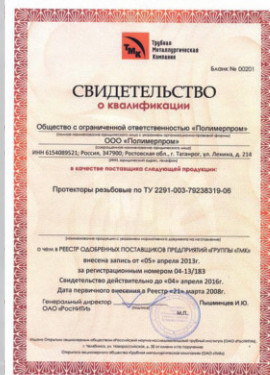 ТМК
Трубная
Металлургическая
Компания
Бланк № 00201
СВИДЕТЕЛЬСТВО
о квалификации
Общество с ограниченной ответственностью «Полимерпром»
ООО «Полимерпром»
ИНН 6154089521; Россия, 347900; Ростовская обл., г. Таганрог, ул. Ленина, д. 214
в качестве поставщика следующей продукции:
Протекторы резьбовые по ТУ 2291-003-79238319-06
о чем в РЕЕСТР ОДОБРЕННЫХ ПОСТАВЩИКОВ ПРЕДПРИЯТИЙ «ГРУППЫ «ТМК»
внесена запись от «05» апреля 2013г.
за регистрационным номером 04-13/183
Свидетельство действительно до «04» апреля 2016г.
Дата первичного внесения в Реестр «21» марта 2008г.
Генеральный директор Пышминцев И.Ю.
ОАО «РосНИТИ»
М.П.